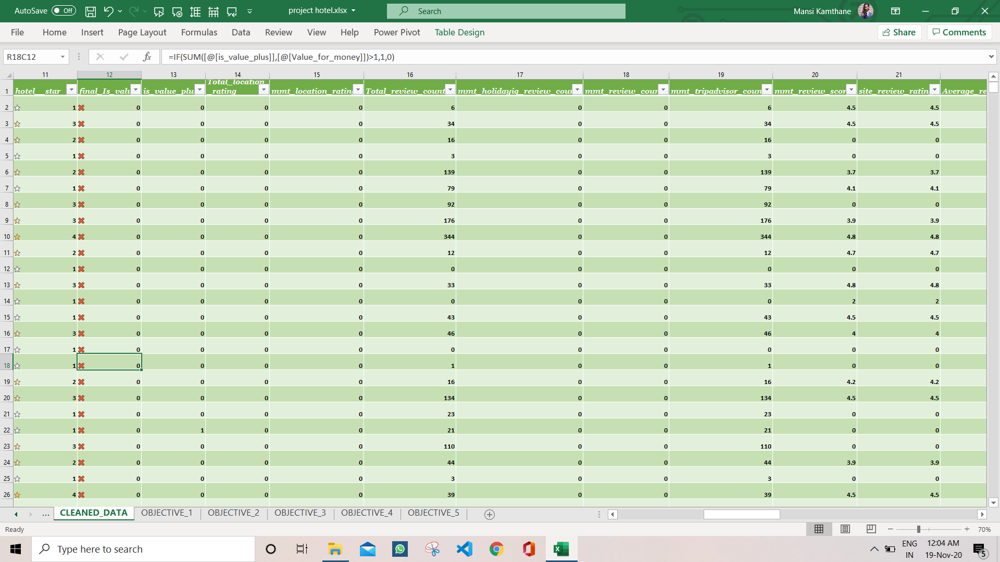 AutoSave Off project hotel.xlsx Search Mansi Kamthane
File Home Insert Page Layout Formulas Data Review View Help Power Pivot Table Design Share Comments
R18C12 fx =IF(SUM([@[is_value_plus]],[@[Value_for_money]])>1,1,0)
11 12 13 14 15 16 17 18 19 20 21
1 hotel__star final_Is_valu is_value_plu Total_location_rating mmt_location_ratin Total_review_count mmt_holidayiq_review_cou mmt_review_cou mmt_tripadvisor_coun mmt_review_scor site_review_ratin Average_re
2 1 0 0 0 0 6 0 0 6 4.5 4.5
3 3 0 0 0 0 34 0 0 34 4.5 4.5
4 2 0 0 0 0 16 0 0 16 0 0
5 1 0 0 0 0 3 0 0 3 0 0
6 2 0 0 0 0 139 0 0 139 3.7 3.7
7 1 0 0 0 0 79 0 0 79 4.1 4.1
8 3 0 0 0 0 92 0 0 92 0 0
9 3 0 0 0 0 176 0 0 176 3.9 3.9
10 4 0 0 0 0 344 0 0 344 4.8 4.8
11 2 0 0 0 0 12 0 0 12 4.7 4.7
12 1 0 0 0 0 0 0 0 0 0 0
13 3 0 0 0 0 33 0 0 33 4.8 4.8
14 1 0 0 0 0 0 0 0 0 2 2
15 1 0 0 0 0 43 0 0 43 4.5 4.5
16 3 0 0 0 0 46 0 0 46 4 4
17 1 0 0 0 0 0 0 0 0 0 0
18 1 0 0 0 0 1 0 0 1 0 0
19 2 0 0 0 0 16 0 0 16 4.2 4.2
20 3 0 0 0 0 134 0 0 134 4.5 4.5
21 1 0 0 0 0 23 0 0 23 0 0
22 1 0 1 0 0 21 0 0 21 0 0
23 3 0 0 0 0 110 0 0 110 0 0
24 2 0 0 0 0 44 0 0 44 3.9 3.9
25 1 0 0 0 0 3 0 0 3 0 0
26 4 0 0 0 0 39 0 0 39 4.5 4.5
... CLEANED_DATA OBJECTIVE_1 OBJECTIVE_2 OBJECTIVE_3 OBJECTIVE_4 OBJECTIVE_5
Ready 70%
Type here to search ENG 12:04 AM
IN 19-Nov-20 5